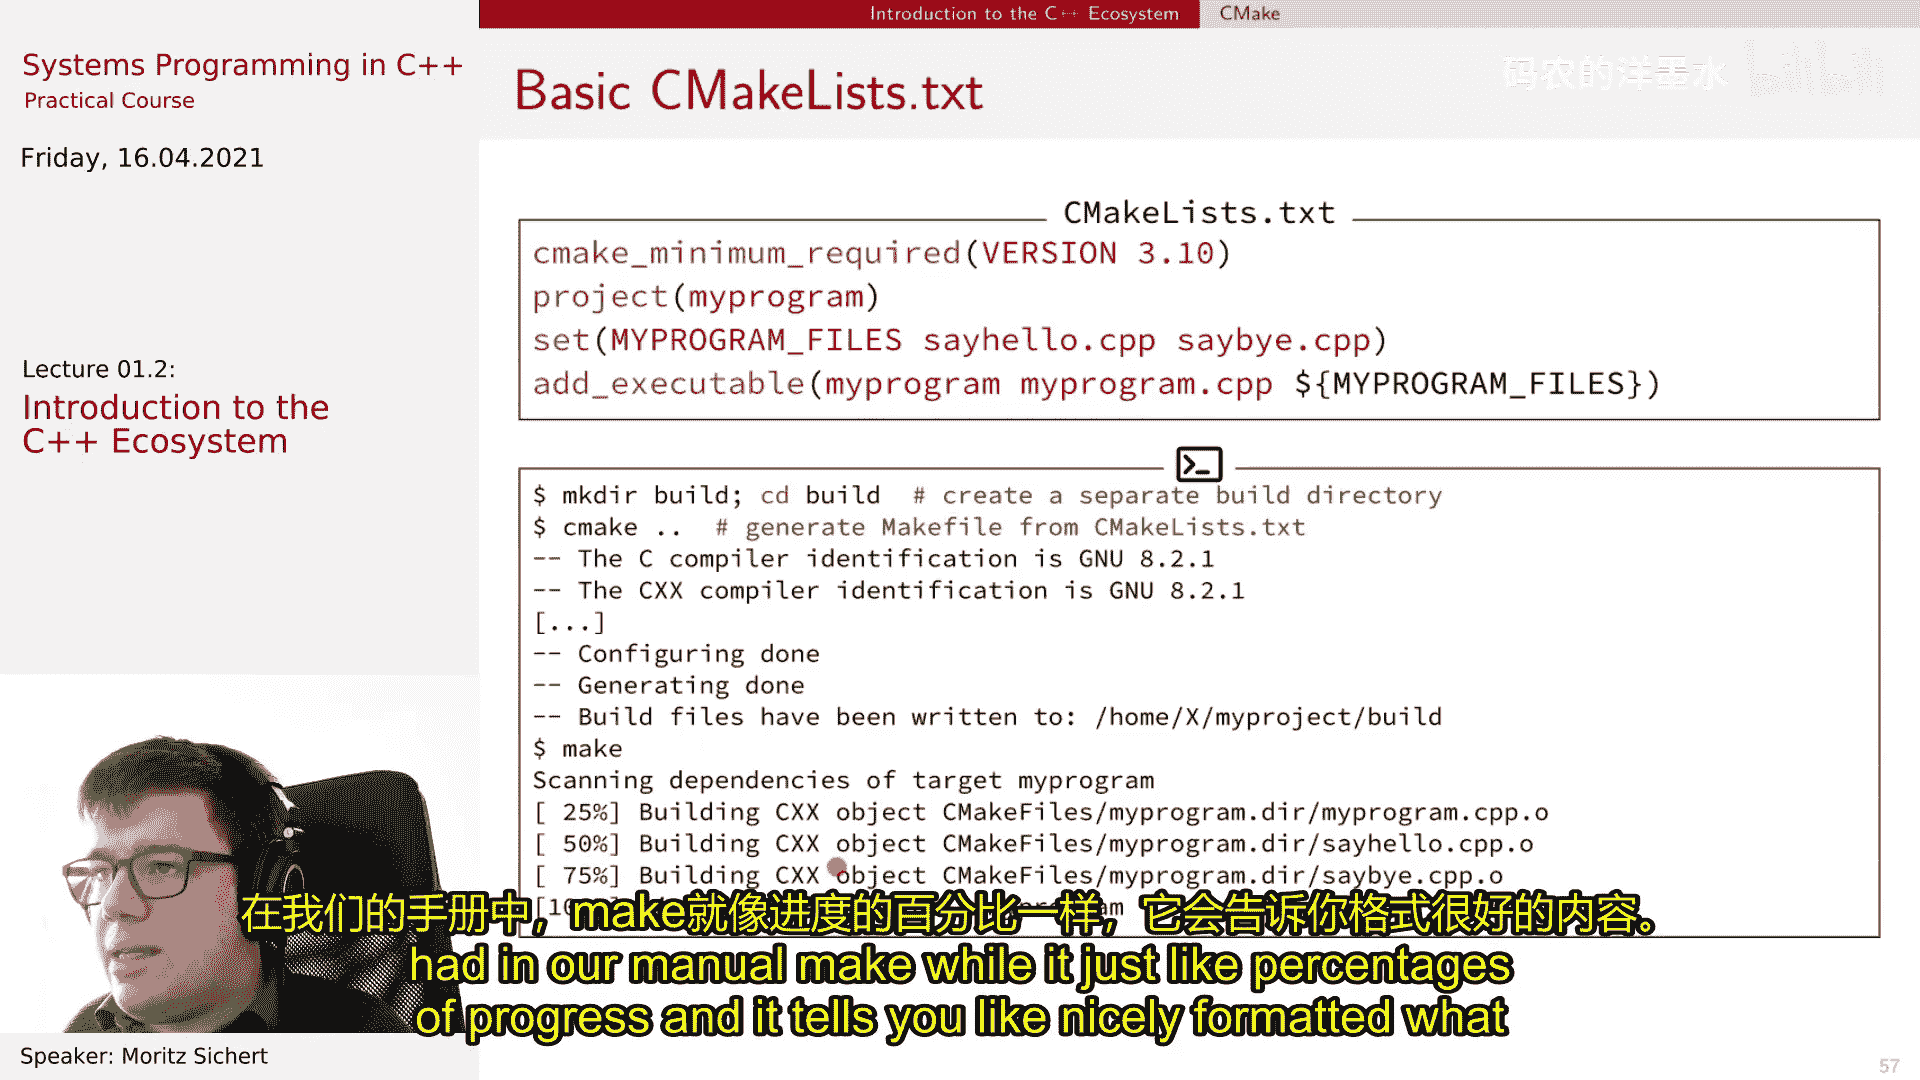 Introduction to the C++ Ecosystem CMake
Systems Programming in C++
Practical Course
Friday, 16.04.2021
Lecture 01.2:
Introduction to the
C++ Ecosystem
Basic CMakeLists.txt
码农的洋墨水 bilibili
CMakeLists.txt
cmake_minimum_required(VERSION 3.10)
project(myprogram)
set(MYPROGRAM_FILES sayhello.cpp saybye.cpp)
add_executable(myprogram myprogram.cpp ${MYPROGRAM_FILES})
$ mkdir build; cd build # create a separate build directory
$ cmake .. # generate Makefile from CMakeLists.txt
-- The C compiler identification is GNU 8.2.1
-- The CXX compiler identification is GNU 8.2.1
[...]
-- Configuring done
-- Generating done
-- Build files have been written to: /home/X/myproject/build
$ make
Scanning dependencies of target myprogram
[ 25%] Building CXX object CMakeFiles/myprogram.dir/myprogram.cpp.o
[ 50%] Building CXX object CMakeFiles/myprogram.dir/sayhello.cpp.o
[ 75%] Building CXX object CMakeFiles/myprogram.dir/saybye.cpp.o
在我们的手册中，make就像进度的百分比一样，它会告诉你格式很好的内容。
had in our manual make while it just like percentages
of progress and it tells you like nicely formatted what
Speaker: Moritz Sichert
57